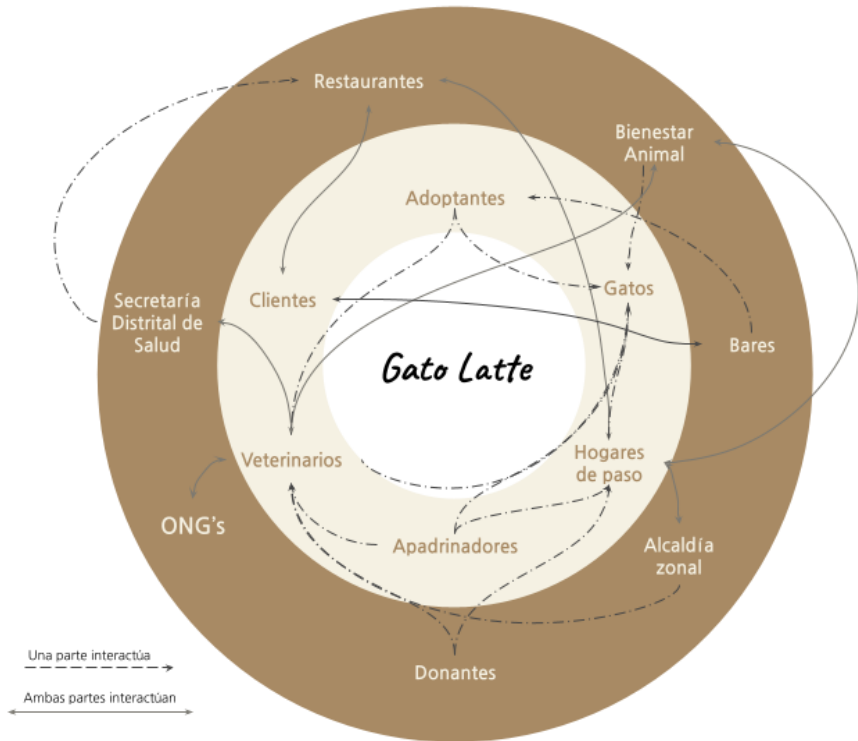 Restaurantes
Bienestar
Animal
Adoptantes
Gatos
Clientes
Secretaría
Distrital de
Salud
Bares
Gato Latte
Veterinarios
Hogares
de paso
ONG's
Apadrinadores
Alcaldía
zonal
Donantes
Una parte interactúa
Ambas partes interactúan